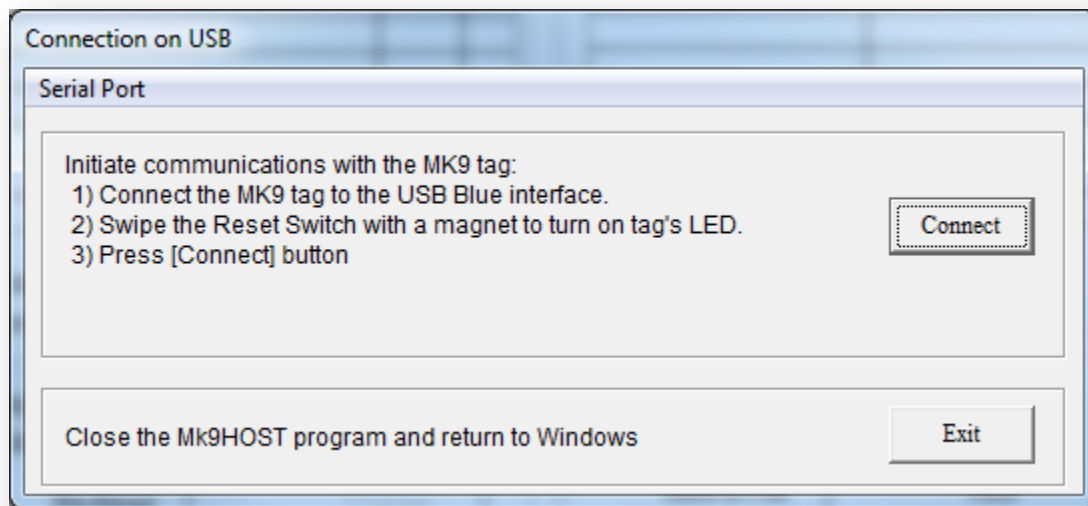 Connection on USB
Serial Port
Initiate communications with the MK9 tag:
1) Connect the MK9 tag to the USB Blue interface.
2) Swipe the Reset Switch with a magnet to turn on tag's LED.
3) Press [Connect] button
Connect
Close the Mk9HOST program and return to Windows
Exit